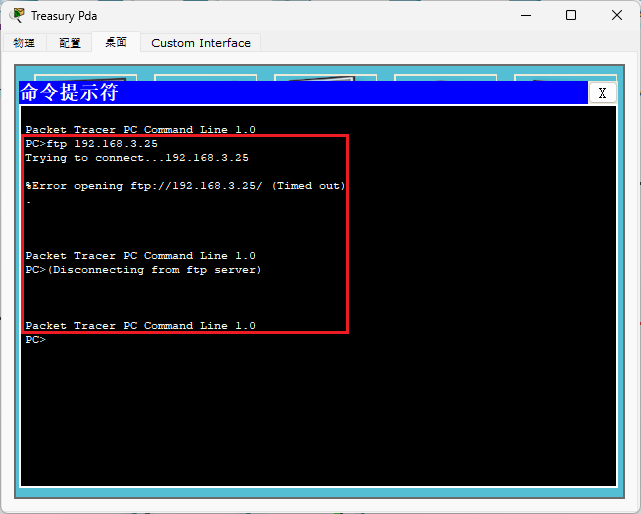 Treasury Pda
物理 配置 桌面 Custom Interface
命令提示符 X
Packet Tracer PC Command Line 1.0
PC>ftp 192.168.3.25
Trying to connect...192.168.3.25
%Error opening ftp://192.168.3.25/ (Timed out)
.
Packet Tracer PC Command Line 1.0
PC>(Disconnecting from ftp server)
Packet Tracer PC Command Line 1.0
PC>